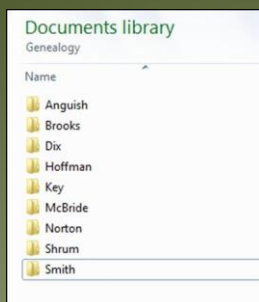 Documents library
Genealogy
Name
Anguish
Brooks
Dix
Hoffman
Key
McBride
Norton
Shrum
Smith